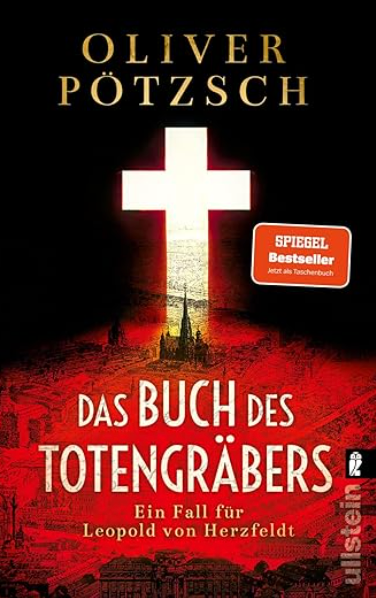 OLIVER
PÖTZSCH
SPIEGEL
Bestseller
Jetzt als Taschenbuch
DAS BUCH DES
TOTENGRÄBERS
Ein Fall für
Leopold von Herzfeldt
ullstein